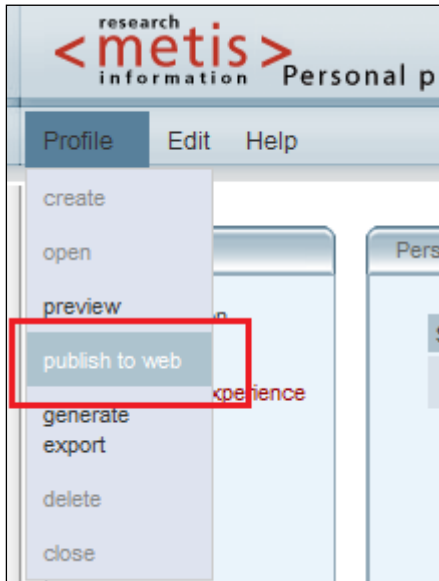 research
<metis>
information
Personal p
Profile Edit Help
create
open
Pers
preview
publish to web
xperience
generate
export
delete
close